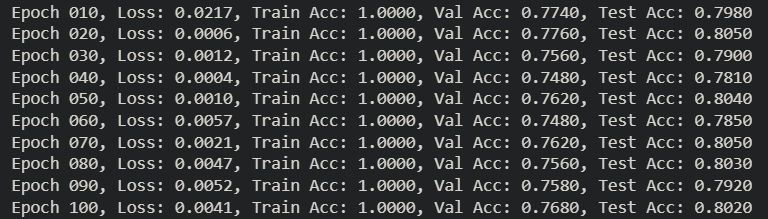 Epoch 010, Loss: 0.0217, Train Acc: 1.0000, Val Acc: 0.7740, Test Acc: 0.7980
Epoch 020, Loss: 0.0006, Train Acc: 1.0000, Val Acc: 0.7760, Test Acc: 0.8050
Epoch 030, Loss: 0.0012, Train Acc: 1.0000, Val Acc: 0.7560, Test Acc: 0.7900
Epoch 040, Loss: 0.0004, Train Acc: 1.0000, Val Acc: 0.7480, Test Acc: 0.7810
Epoch 050, Loss: 0.0010, Train Acc: 1.0000, Val Acc: 0.7620, Test Acc: 0.8040
Epoch 060, Loss: 0.0057, Train Acc: 1.0000, Val Acc: 0.7480, Test Acc: 0.7850
Epoch 070, Loss: 0.0021, Train Acc: 1.0000, Val Acc: 0.7620, Test Acc: 0.8050
Epoch 080, Loss: 0.0047, Train Acc: 1.0000, Val Acc: 0.7560, Test Acc: 0.8030
Epoch 090, Loss: 0.0052, Train Acc: 1.0000, Val Acc: 0.7580, Test Acc: 0.7920
Epoch 100, Loss: 0.0041, Train Acc: 1.0000, Val Acc: 0.7680, Test Acc: 0.8020